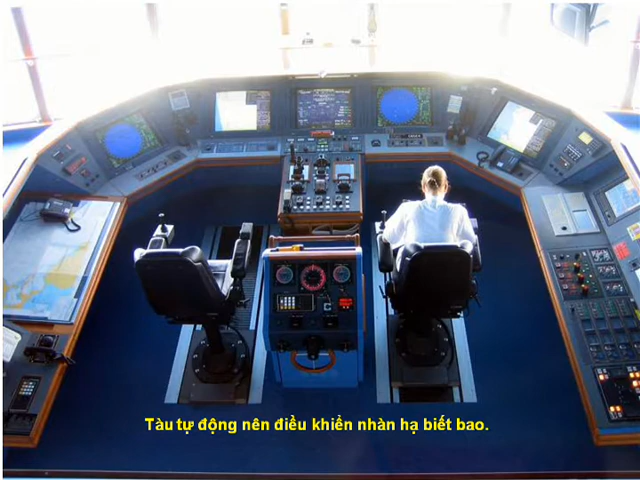 Tàu tự động nên điều khiển nhàn hạ biết bao.